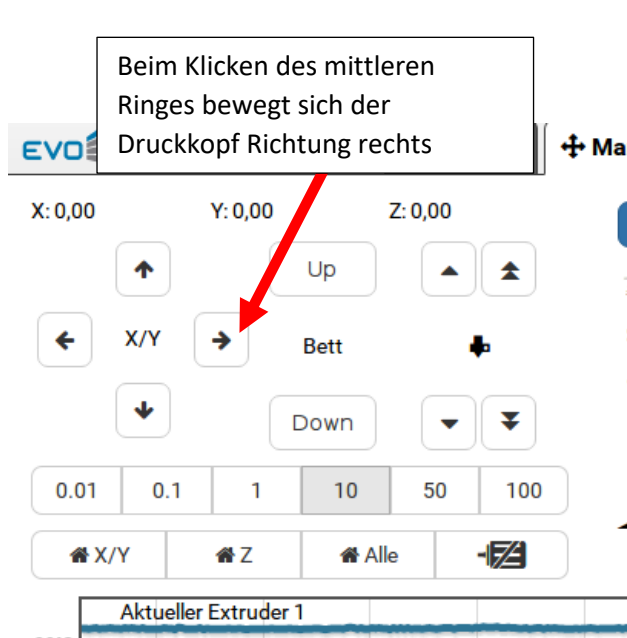 Beim Klicken des mittleren
Ringes bewegt sich der
Druckkopf Richtung rechts
EVO
Ma
X: 0,00 Y: 0,00 Z: 0,00
Up
X/Y Bett
Down
0.01 0.1 1 10 50 100
X/Y Z Alle
Aktueller Extruder 1